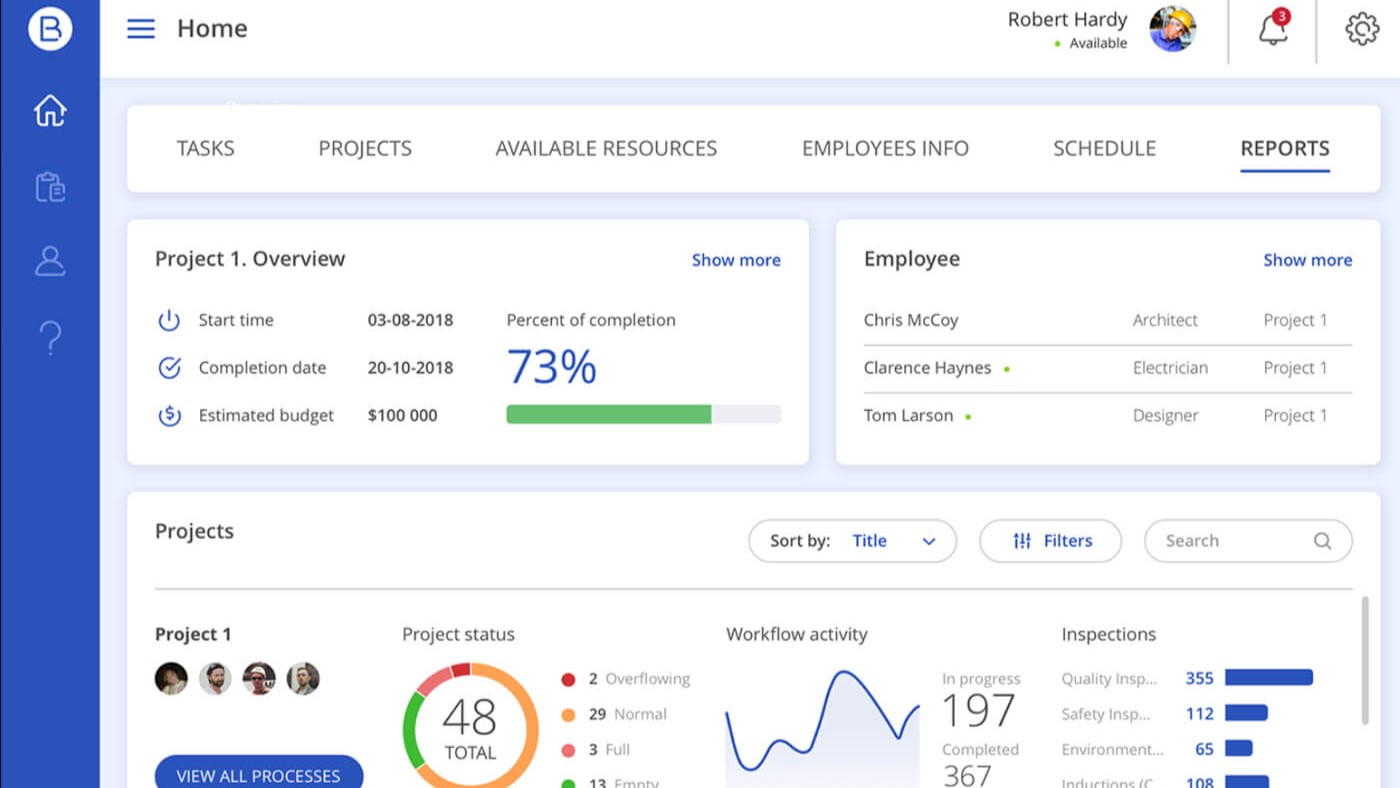 B
Home
Robert Hardy
Available
3
TASKS PROJECTS AVAILABLE RESOURCES EMPLOYEES INFO SCHEDULE REPORTS
Project 1. Overview Show more
Start time 03-08-2018 Percent of completion
73%
Completion date 20-10-2018
Estimated budget $100 000
Employee Show more
Chris McCoy Architect Project 1
Clarence Haynes Electrician Project 1
Tom Larson Designer Project 1
Projects Sort by: Title Filters Search
Project 1
VIEW ALL PROCESSES
Project status
48
TOTAL
2 Overflowing
29 Normal
3 Full
13 Empty
Workflow activity
In progress
197
Completed
367
Inspections
Quality Insp... 355
Safety Insp... 112
Environment... 65
Inductions (C... 108